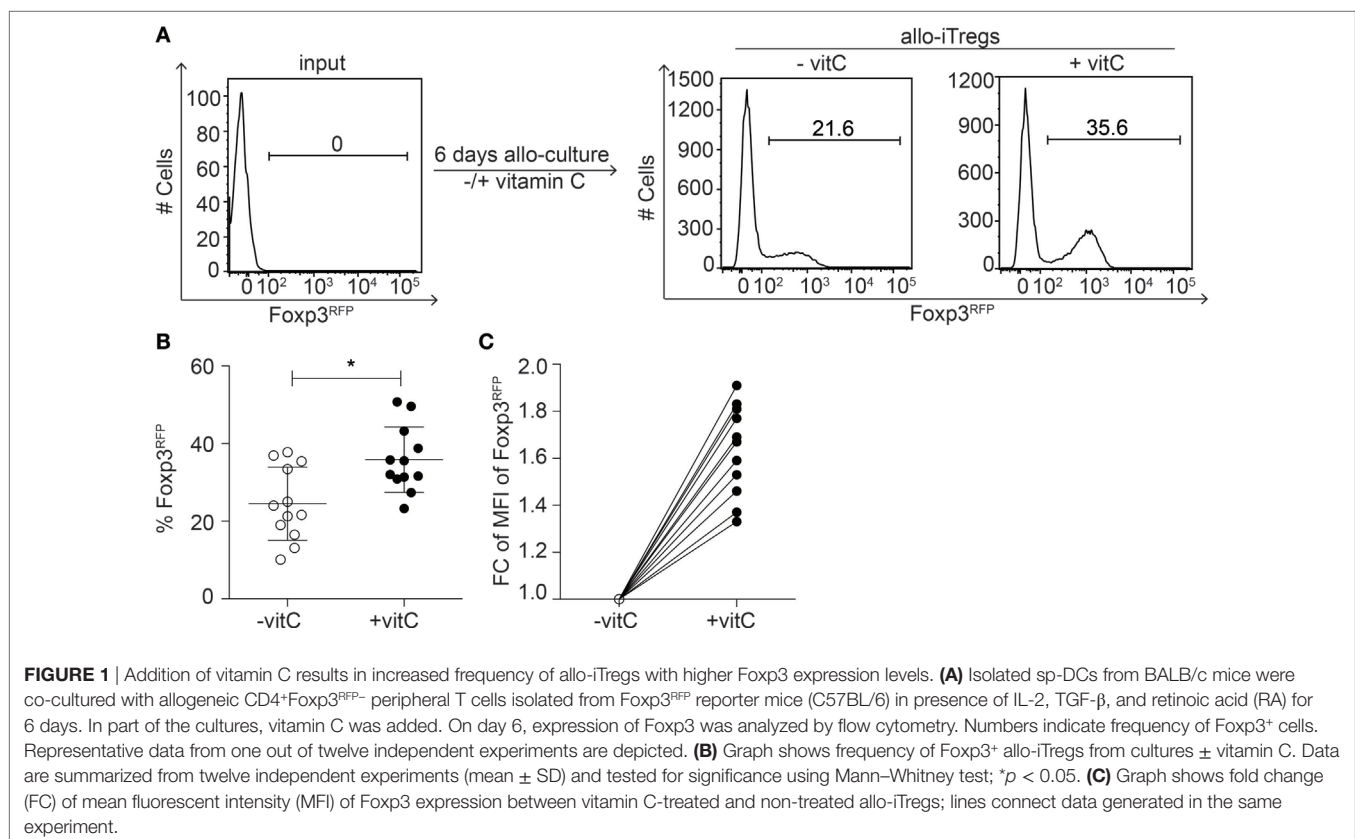 A
input
# Cells
100
80
60
40
20
0
0
0 10² 10³ 10⁴ 10⁵
Foxp3ᴿFP
6 days allo-culture
-/+ vitamin C
allo-iTregs
- vitC
+ vitC
# Cells
1500
1200
900
600
300
0
21.6
0 10² 10³ 10⁴ 10⁵
1200
900
600
300
0
35.6
0 10² 10³ 10⁴ 10⁵
Foxp3RFP
B
% Foxp3RFP
60
40
20
0
*
-vitC +vitC
C
FC of MFI of Foxp3RFP
2.0
1.8
1.6
1.4
1.2
1.0
-vitC +vitC
FIGURE 1 | Addition of vitamin C results in increased frequency of allo-iTregs with higher Foxp3 expression levels. (A) Isolated sp-DCs from BALB/c mice were
co-cultured with allogeneic CD4⁺Foxp3RFP⁻ peripheral T cells isolated from Foxp3RFP reporter mice (C57BL/6) in presence of IL-2, TGF-β, and retinoic acid (RA) for
6 days. In part of the cultures, vitamin C was added. On day 6, expression of Foxp3 was analyzed by flow cytometry. Numbers indicate frequency of Foxp3⁺ cells.
Representative data from one out of twelve independent experiments are depicted. (B) Graph shows frequency of Foxp3⁺ allo-iTregs from cultures ± vitamin C. Data
are summarized from twelve independent experiments (mean ± SD) and tested for significance using Mann–Whitney test; *p < 0.05. (C) Graph shows fold change
(FC) of mean fluorescent intensity (MFI) of Foxp3 expression between vitamin C-treated and non-treated allo-iTregs; lines connect data generated in the same
experiment.